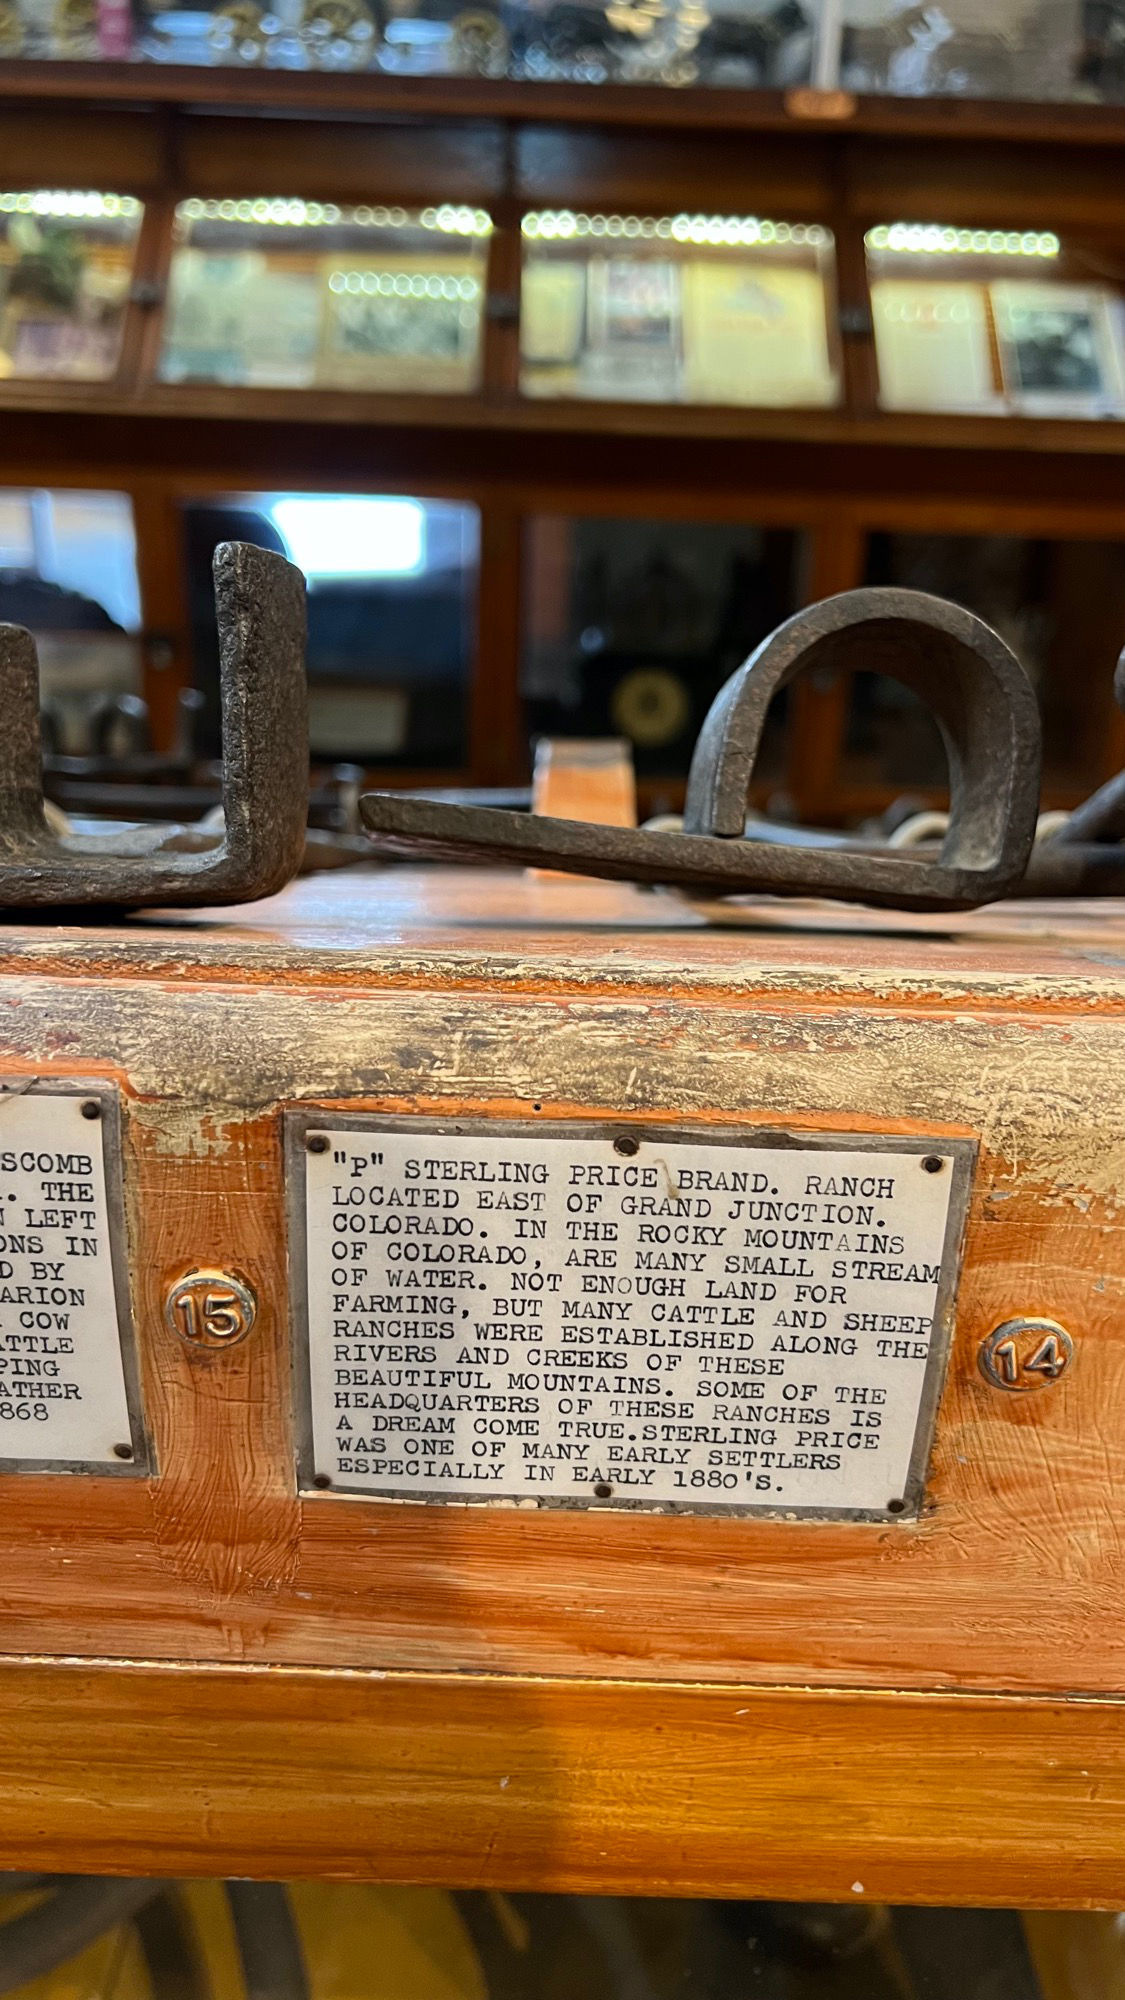 SCOMB
. THE
N LEFT
ONS IN
D BY
ARION
COW
ATTLE
PING
ATHER
868
15
"P" STERLING PRICE BRAND. RANCH
LOCATED EAST OF GRAND JUNCTION.
COLORADO. IN THE ROCKY MOUNTAINS
OF COLORADO, ARE MANY SMALL STREAM
OF WATER. NOT ENOUGH LAND FOR
FARMING, BUT MANY CATTLE AND SHEEP
RANCHES WERE ESTABLISHED ALONG THE
RIVERS AND CREEKS OF THESE
BEAUTIFUL MOUNTAINS. SOME OF THE
HEADQUARTERS OF THESE RANCHES IS
A DREAM COME TRUE.STERLING PRICE
WAS ONE OF MANY EARLY SETTLERS
ESPECIALLY IN EARLY 1880'S.
14